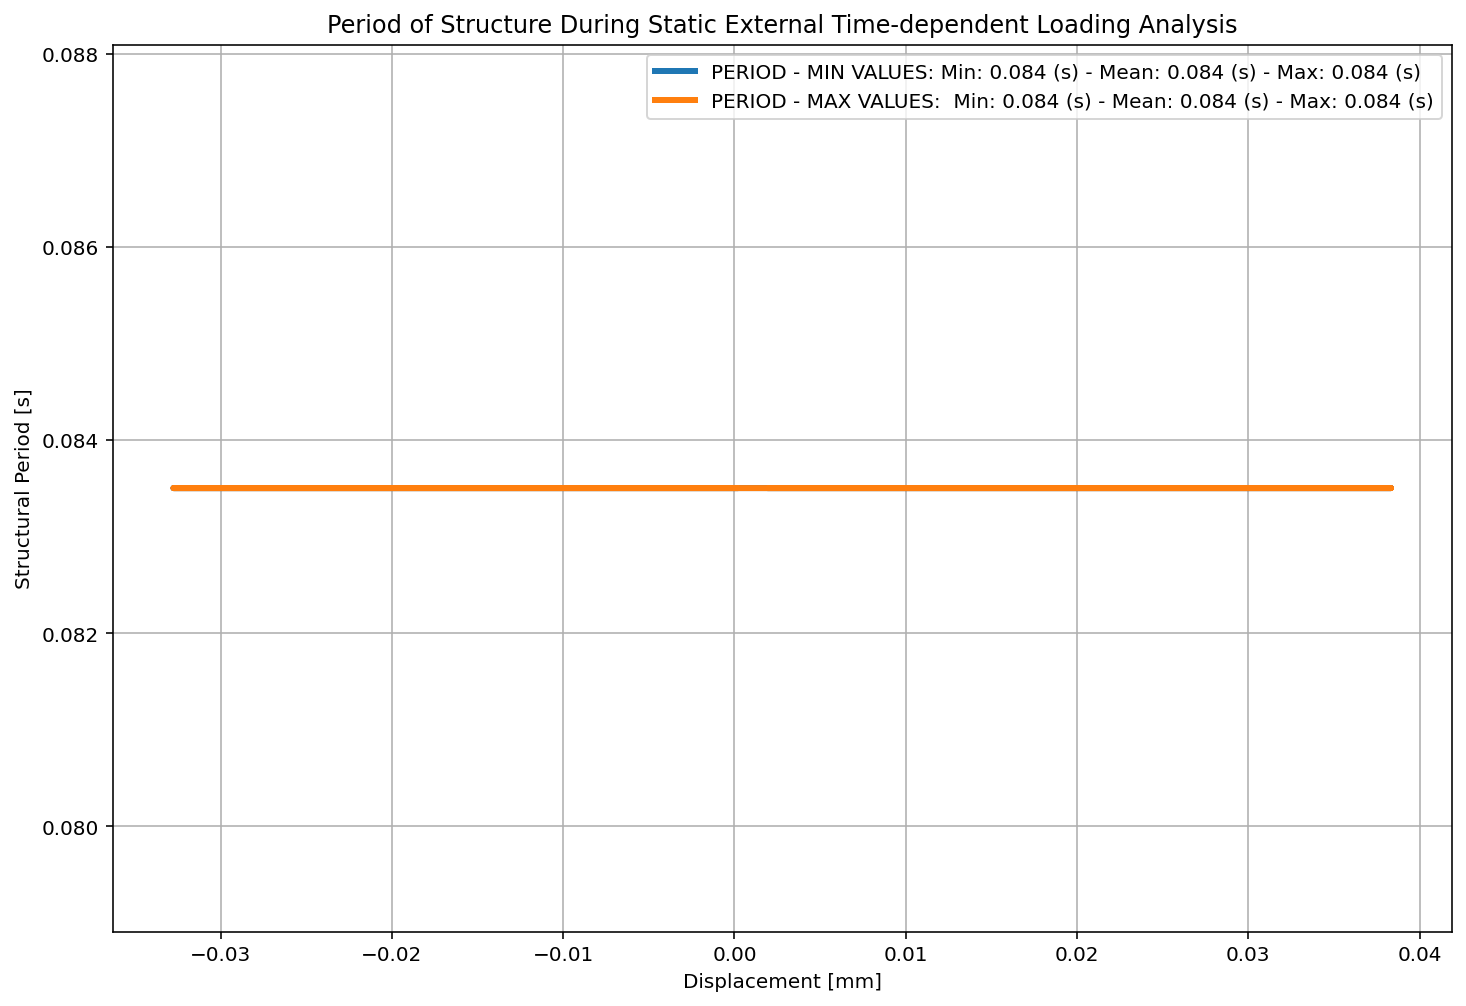 Period of Structure During Static External Time-dependent Loading Analysis
PERIOD - MIN VALUES: Min: 0.084 (s) - Mean: 0.084 (s) - Max: 0.084 (s)
PERIOD - MAX VALUES:  Min: 0.084 (s) - Mean: 0.084 (s) - Max: 0.084 (s)
Structural Period [s]
0.088
0.086
0.084
0.082
0.080
−0.03 −0.02 −0.01 0.00 0.01 0.02 0.03 0.04
Displacement [mm]